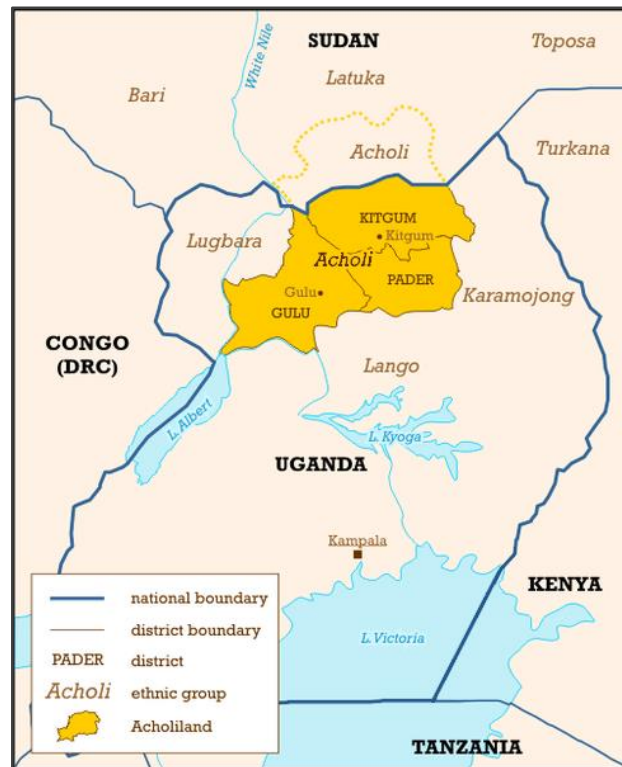 SUDAN
Toposa
White Nile
Latuka
Bari
Acholi
Turkana
KITGUM
Kitgum
Lugbara
Acholi
PADER
Gulu
GULU
Karamojong
CONGO
(DRC)
Lango
L. Albert
L. Kyoga
UGANDA
Kampala
KENYA
L. Victoria
TANZANIA
national boundary
district boundary
PADER district
Acholi ethnic group
Acholiland